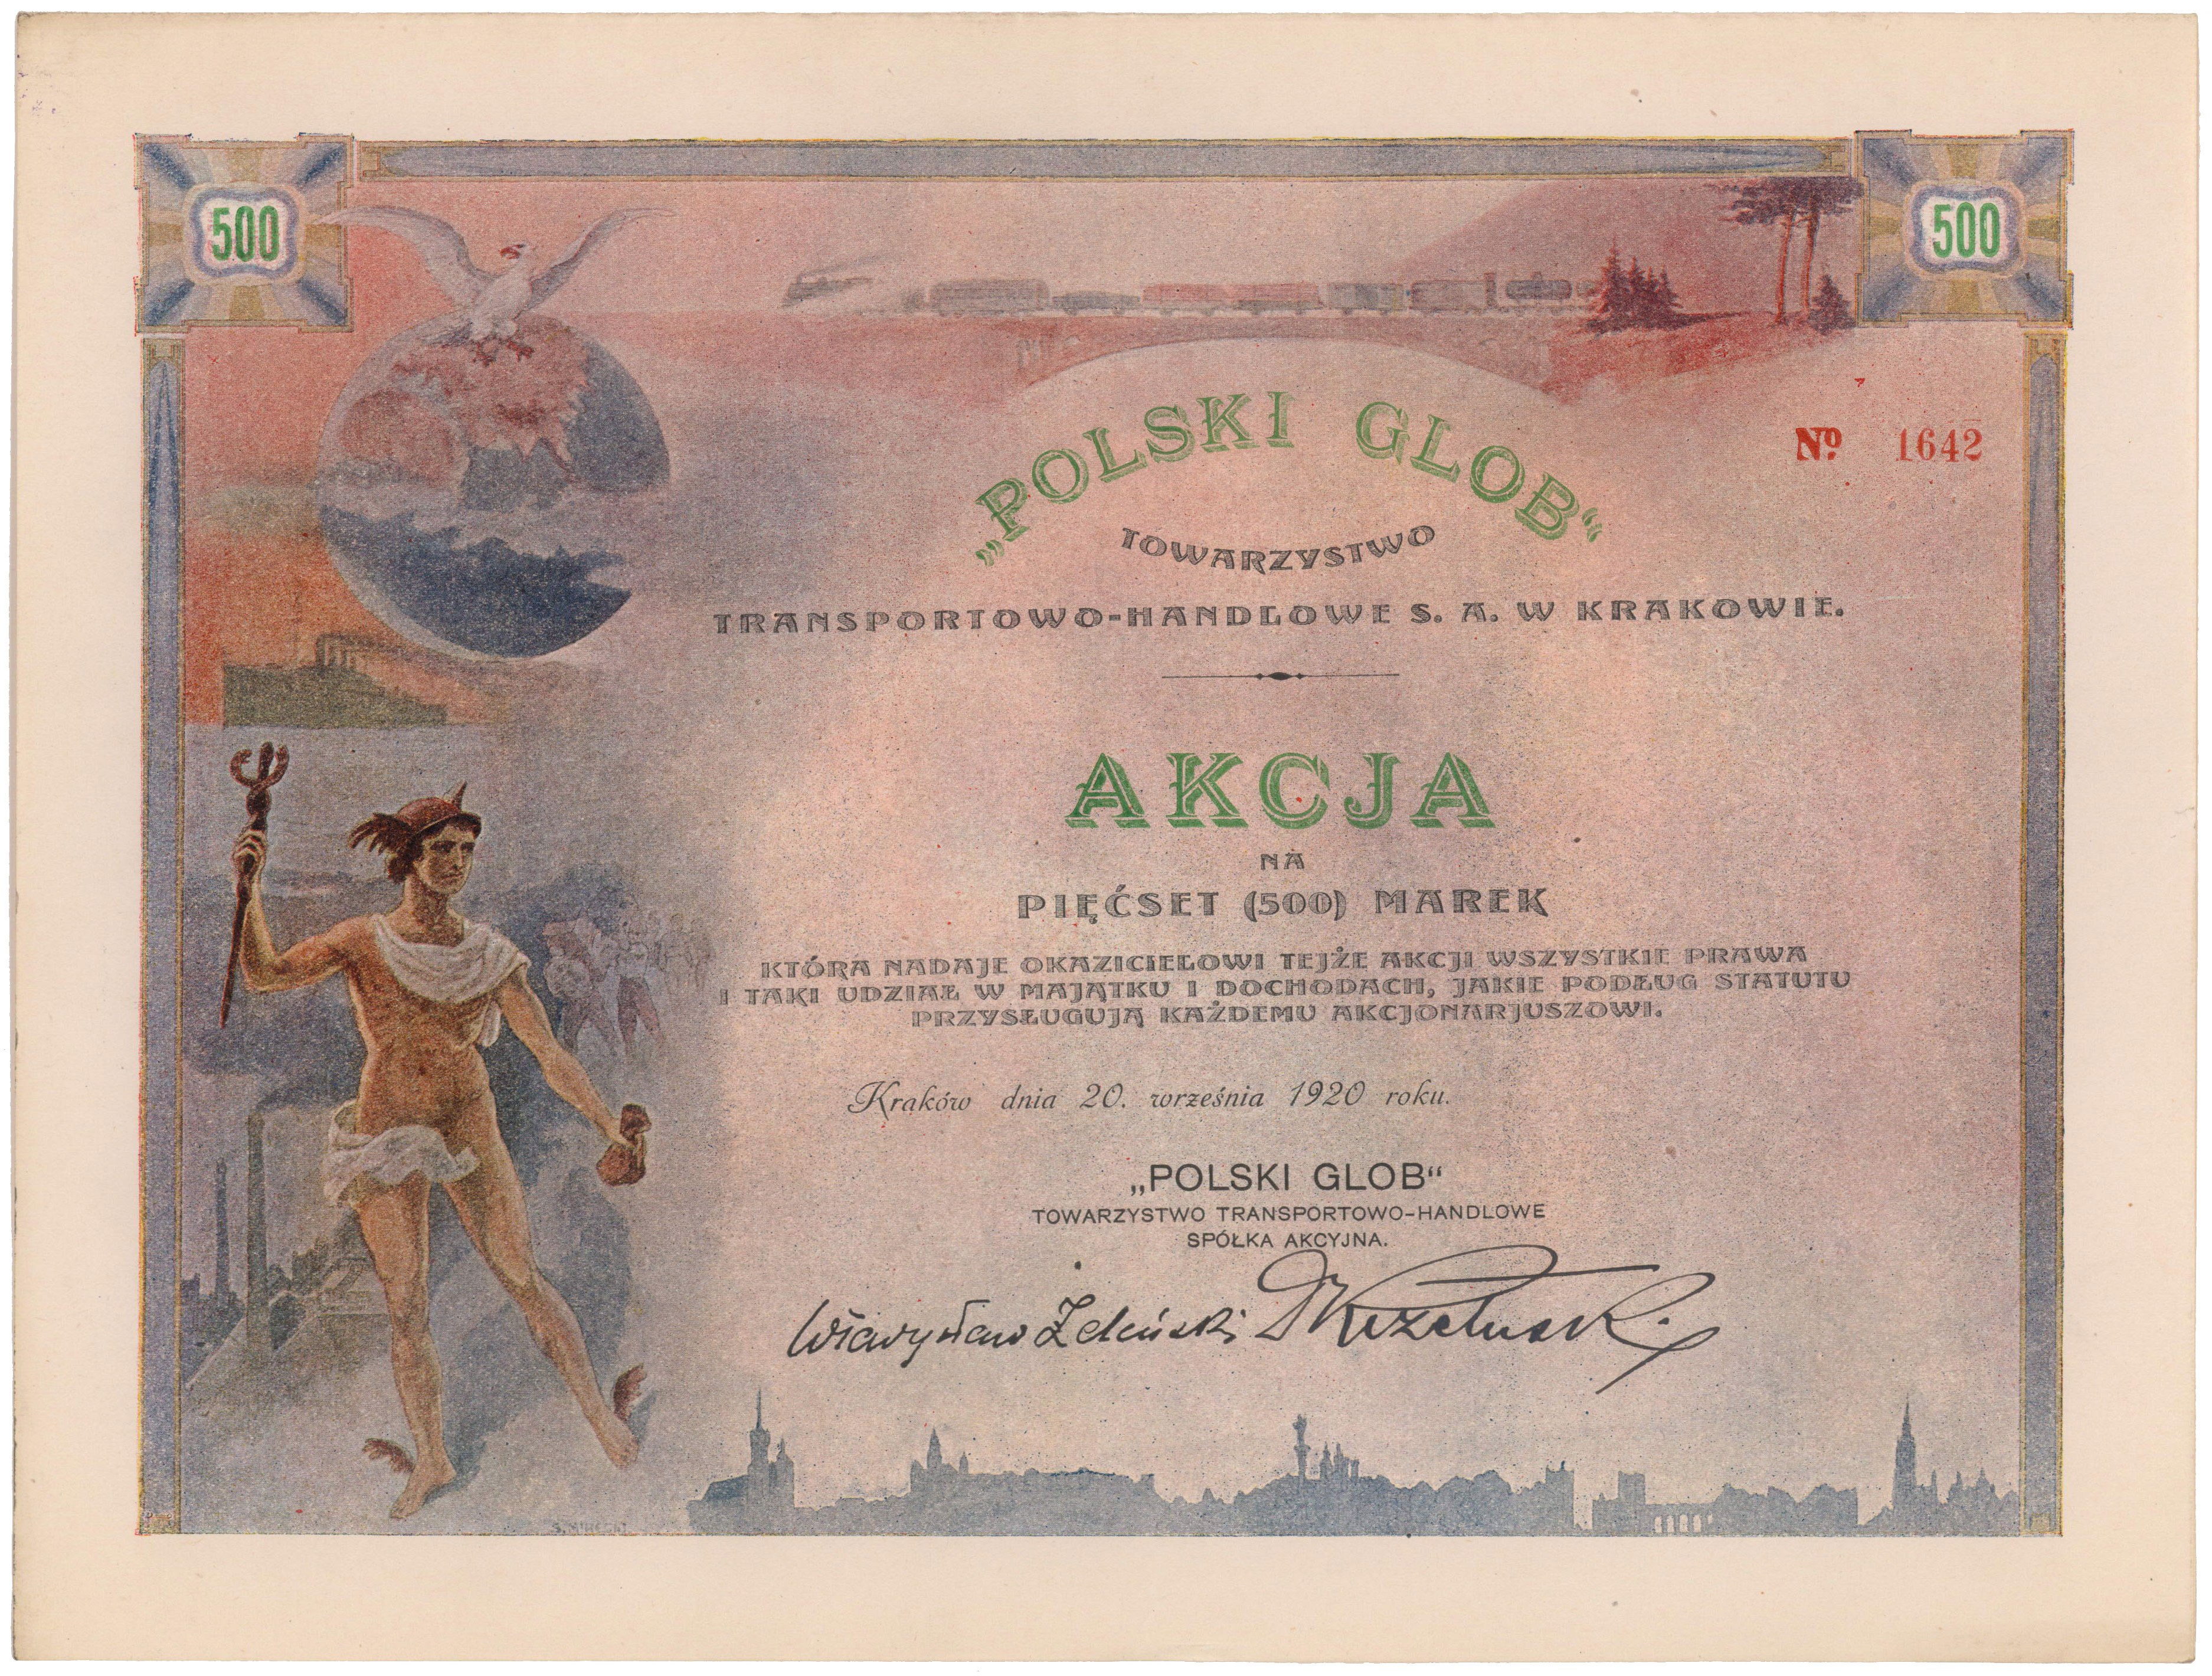 500
500
„POLSKI GLOB“
Nº 1642
TOWARZYSTWO
TRANSPORTOWO-HANDLOWE S. A. W KRAKOWIE.
AKCJA
NA
PIĘĆSET (500) MAREK
KTÓRA NADAJE OKAZICIELOWI TEJŻE AKCJI WSZYSTKIE PRAWA
I TAKI UDZIAŁ W MAJĄTKU I DOCHODACH, JAKIE PODŁUG STATUTU
PRZYSŁUGUJĄ KAŻDEMU AKCJONARJUSZOWI.
Kraków dnia 20. września 1920 roku.
„POLSKI GLOB“
TOWARZYSTWO TRANSPORTOWO-HANDLOWE
SPÓŁKA AKCYJNA.
Władysław Żeleński